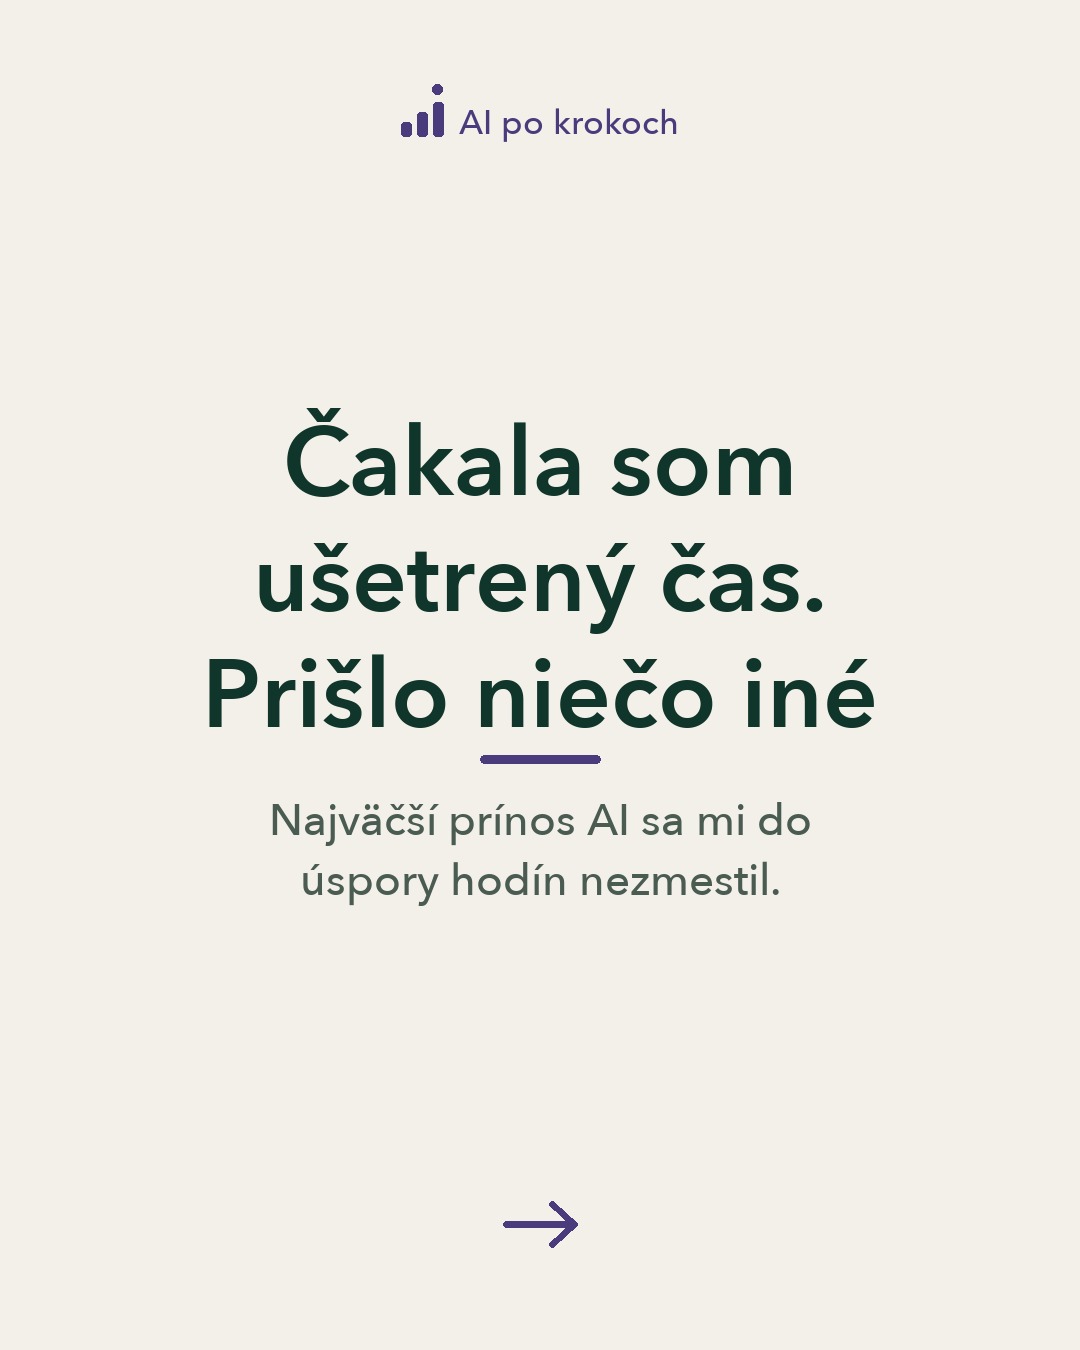 AI po krokoch
Čakala som
ušetrený čas.
Prišlo niečo iné
Najväčší prínos AI sa mi do
úspory hodín nezmestil.